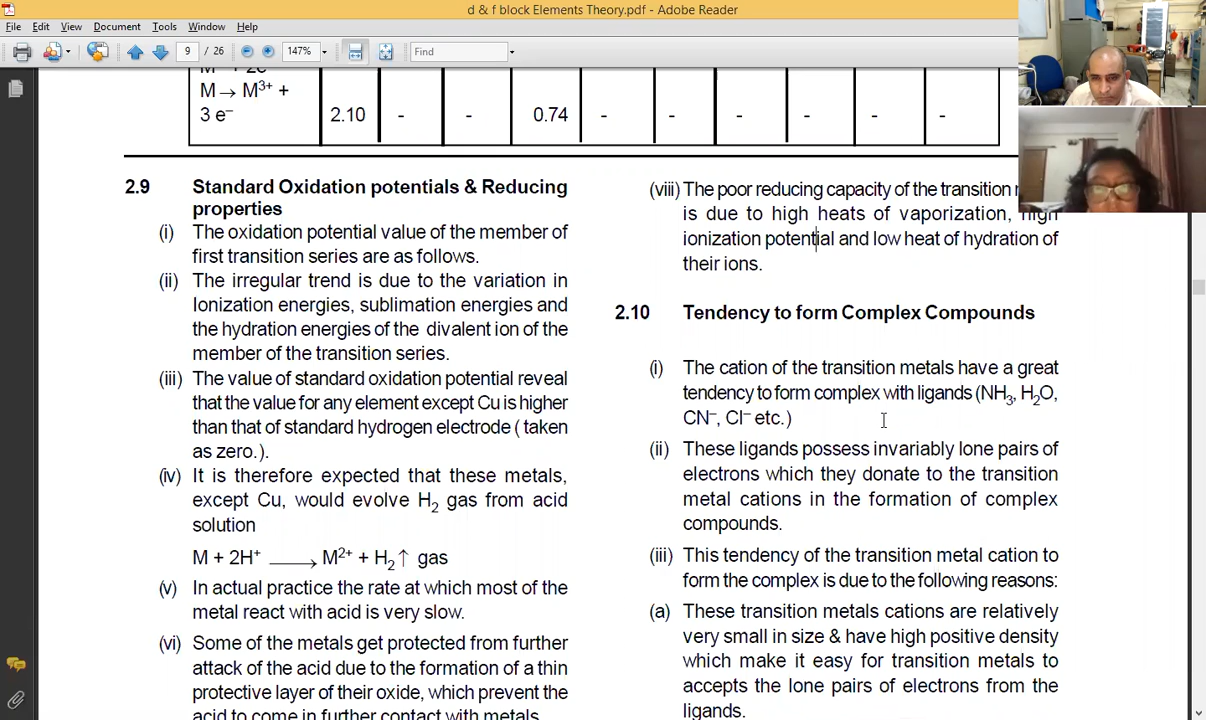 d & f block Elements Theory.pdf - Adobe Reader
File Edit View Document Tools Window Help
9 / 26 147% Find
M → M3+ +
3 e– 2.10 - - 0.74 - - - - - -
2.9 Standard Oxidation potentials & Reducing
properties
(i) The oxidation potential value of the member of
first transition series are as follows.
(ii) The irregular trend is due to the variation in
Ionization energies, sublimation energies and
the hydration energies of the divalent ion of the
member of the transition series.
(iii) The value of standard oxidation potential reveal
that the value for any element except Cu is higher
than that of standard hydrogen electrode ( taken
as zero.).
(iv) It is therefore expected that these metals,
except Cu, would evolve H2 gas from acid
solution
M + 2H+ ⟶ M2+ + H2↑ gas
(v) In actual practice the rate at which most of the
metal react with acid is very slow.
(vi) Some of the metals get protected from further
attack of the acid due to the formation of a thin
protective layer of their oxide, which prevent the
acid to come in further contact with metals
(viii) The poor reducing capacity of the transition
is due to high heats of vaporization, high
ionization potential and low heat of hydration of
their ions.
2.10 Tendency to form Complex Compounds
(i) The cation of the transition metals have a great
tendency to form complex with ligands (NH3, H2O,
CN–, Cl– etc.)
(ii) These ligands possess invariably lone pairs of
electrons which they donate to the transition
metal cations in the formation of complex
compounds.
(iii) This tendency of the transition metal cation to
form the complex is due to the following reasons:
(a) These transition metals cations are relatively
very small in size & have high positive density
which make it easy for transition metals to
accepts the lone pairs of electrons from the
ligands.